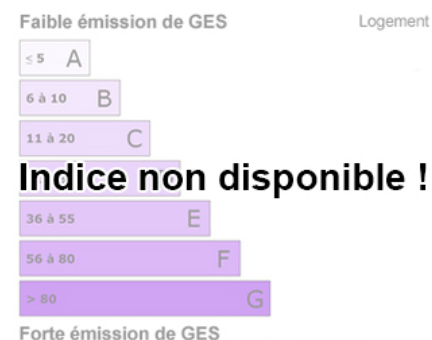 Faible émission de GES
Logement
≤ 5 A
6 à 10 B
11 à 20 C
Indice non disponible !
36 à 55 E
56 à 80 F
> 80 G
Forte émission de GES